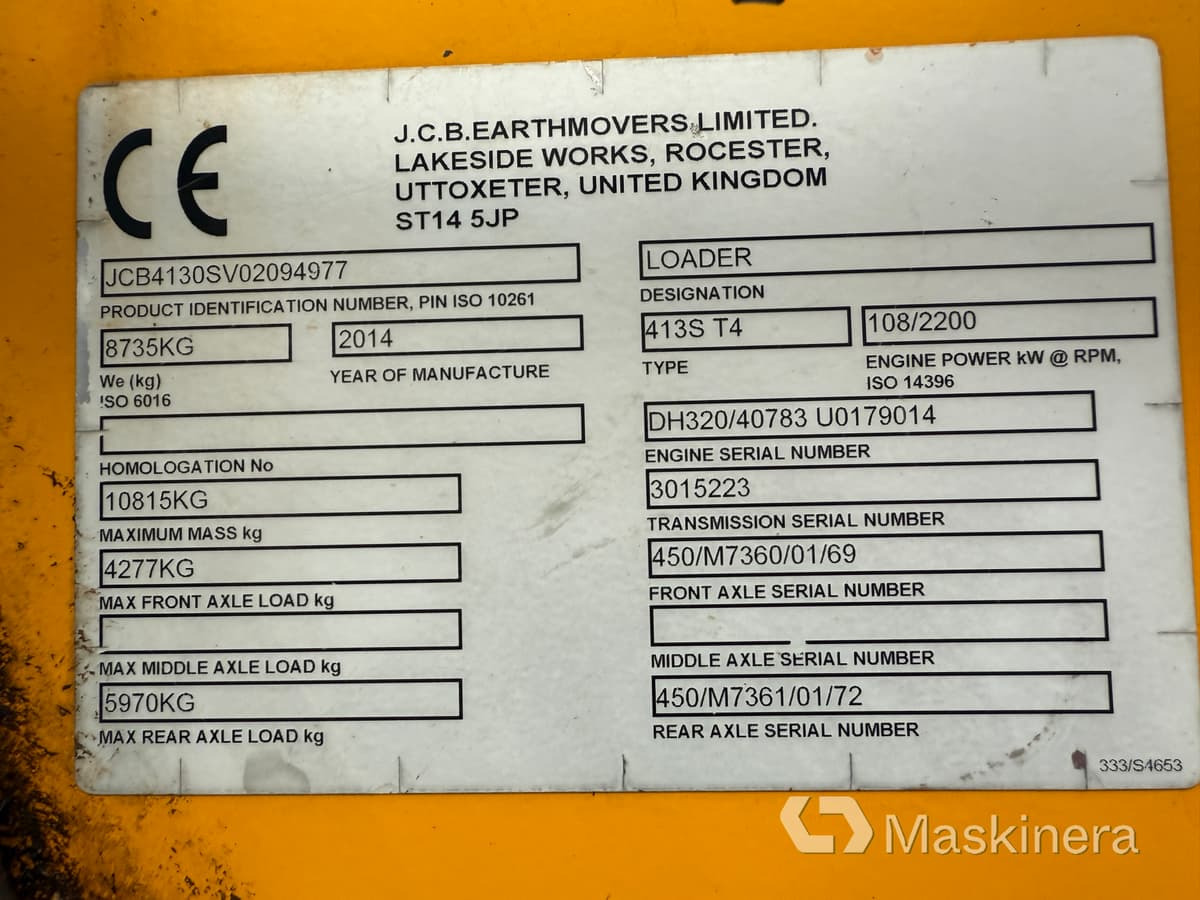 CE
J.C.B.EARTHMOVERS LIMITED.
LAKESIDE WORKS, ROCESTER,
UTTOXETER, UNITED KINGDOM
ST14 5JP
JCB4130SV02094977
PRODUCT IDENTIFICATION NUMBER, PIN ISO 10261
8735KG
We (kg)
ISO 6016
2014
YEAR OF MANUFACTURE
HOMOLOGATION No
10815KG
MAXIMUM MASS kg
4277KG
MAX FRONT AXLE LOAD kg
MAX MIDDLE AXLE LOAD kg
5970KG
MAX REAR AXLE LOAD kg
LOADER
DESIGNATION
413S T4
TYPE
108/2200
ENGINE POWER kW @ RPM,
ISO 14396
DH320/40783 U0179014
ENGINE SERIAL NUMBER
3015223
TRANSMISSION SERIAL NUMBER
450/M7360/01/69
FRONT AXLE SERIAL NUMBER
MIDDLE AXLE SERIAL NUMBER
450/M7361/01/72
REAR AXLE SERIAL NUMBER
333/S4653
Maskinera